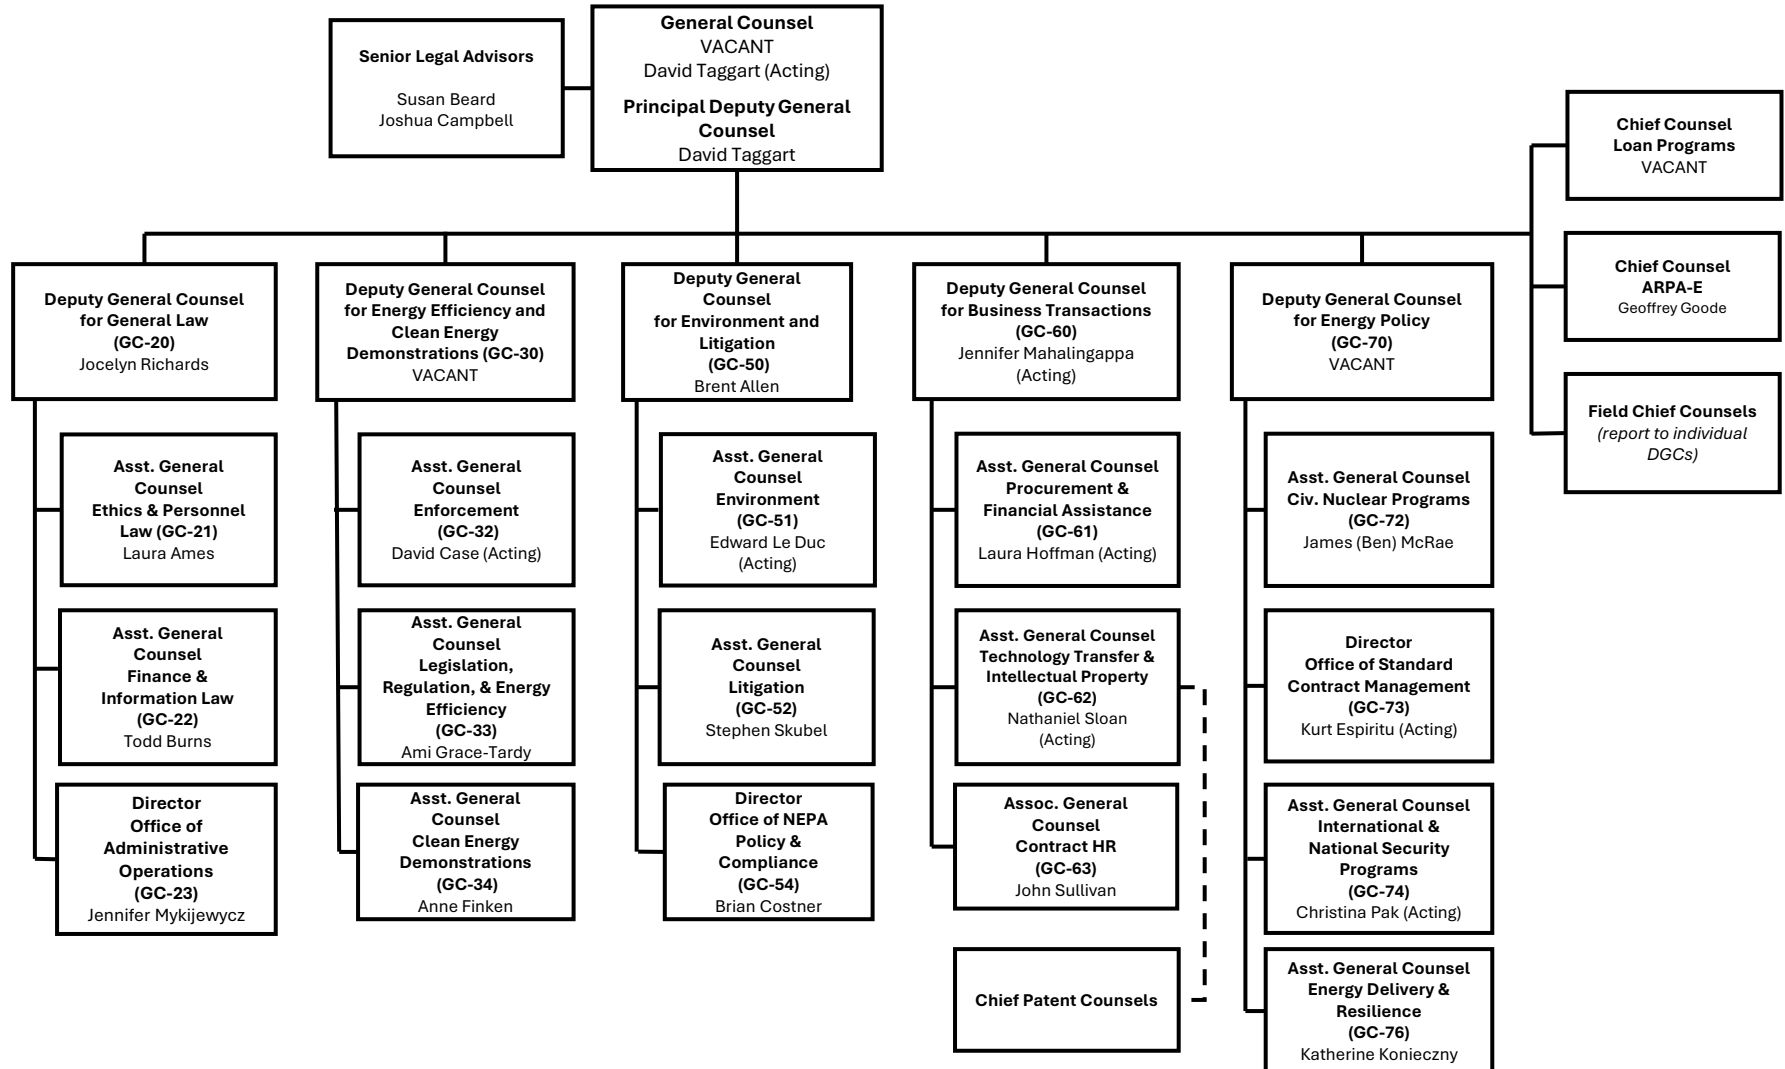 Senior Legal Advisors
Susan Beard
Joshua Campbell
General Counsel
VACANT
David Taggart (Acting)
Principal Deputy General
Counsel
David Taggart
Chief Counsel
Loan Programs
VACANT
Chief Counsel
ARPA-E
Geoffrey Goode
Field Chief Counsels
(report to individual
DGCs)
Deputy General Counsel
for General Law
(GC-20)
Jocelyn Richards
Asst. General
Counsel
Ethics & Personnel
Law (GC-21)
Laura Ames
Asst. General
Counsel
Finance &
Information Law
(GC-22)
Todd Burns
Director
Office of
Administrative
Operations
(GC-23)
Jennifer Mykijewycz
Deputy General Counsel
for Energy Efficiency and
Clean Energy
Demonstrations (GC-30)
VACANT
Asst. General
Counsel
Enforcement
(GC-32)
David Case (Acting)
Asst. General
Counsel
Legislation,
Regulation, & Energy
Efficiency
(GC-33)
Ami Grace-Tardy
Asst. General
Counsel
Clean Energy
Demonstrations
(GC-34)
Anne Finken
Deputy General
Counsel
for Environment and
Litigation
(GC-50)
Brent Allen
Asst. General
Counsel
Environment
(GC-51)
Edward Le Duc
(Acting)
Asst. General
Counsel
Litigation
(GC-52)
Stephen Skubel
Director
Office of NEPA
Policy &
Compliance
(GC-54)
Brian Costner
Deputy General Counsel
for Business Transactions
(GC-60)
Jennifer Mahalingappa
(Acting)
Asst. General Counsel
Procurement &
Financial Assistance
(GC-61)
Laura Hoffman (Acting)
Asst. General Counsel
Technology Transfer &
Intellectual Property
(GC-62)
Nathaniel Sloan
(Acting)
Assoc. General
Counsel
Contract HR
(GC-63)
John Sullivan
Chief Patent Counsels
Deputy General Counsel
for Energy Policy
(GC-70)
VACANT
Asst. General Counsel
Civ. Nuclear Programs
(GC-72)
James (Ben) McRae
Director
Office of Standard
Contract Management
(GC-73)
Kurt Espiritu (Acting)
Asst. General Counsel
International &
National Security
Programs
(GC-74)
Christina Pak (Acting)
Asst. General Counsel
Energy Delivery &
Resilience
(GC-76)
Katherine Konieczny